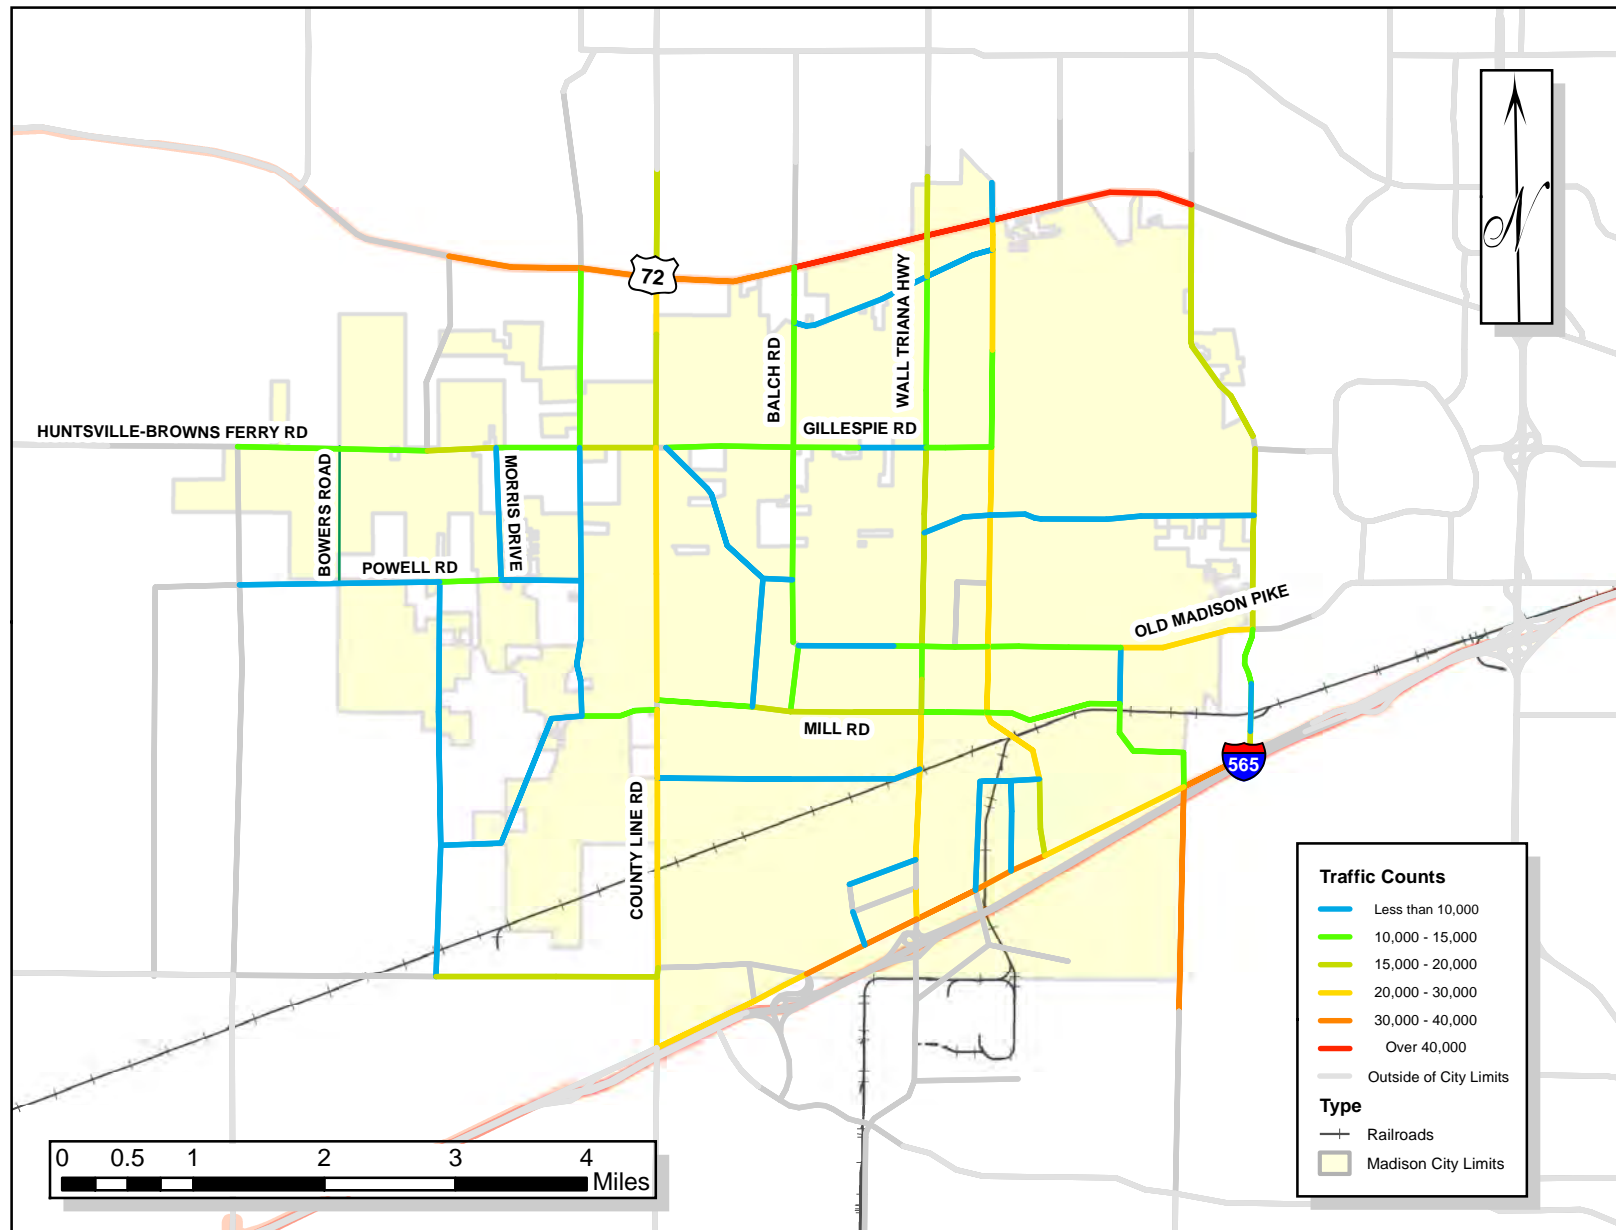 72
WALL TRIANA HWY
BALCH RD
GILLESPIE RD
HUNTSVILLE-BROWNS FERRY RD
BOWERS ROAD
MORRIS DRIVE
POWELL RD
OLD MADISON PIKE
MILL RD
COUNTY LINE RD
565
N
Traffic Counts
Less than 10,000
10,000 - 15,000
15,000 - 20,000
20,000 - 30,000
30,000 - 40,000
Over 40,000
Outside of City Limits
Type
Railroads
Madison City Limits
0 0.5 1 2 3 4
Miles